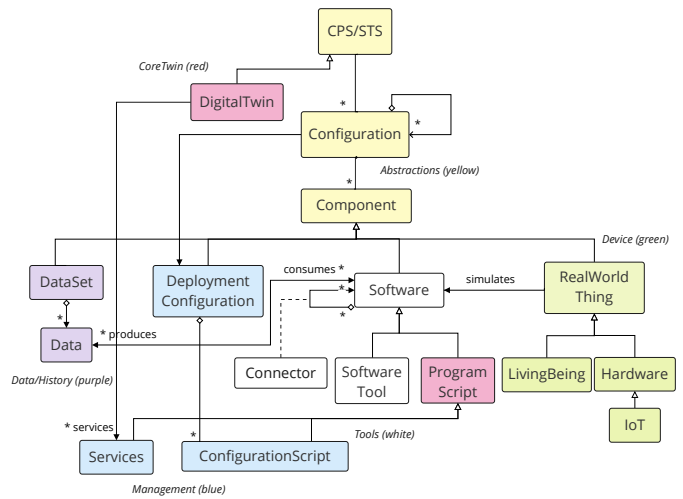 CPS/STS
CoreTwin (red)
DigitalTwin
*
*
Configuration
Abstractions (yellow)
*
Component
Device (green)
DataSet
Deployment
Configuration
consumes *
Software
simulates
RealWorld
Thing
*
*
*
* produces
Data
Connector
Software
Tool
Program
Script
LivingBeing
Hardware
Data/History (purple)
IoT
* services
*
Tools (white)
Services
ConfigurationScript
Management (blue)